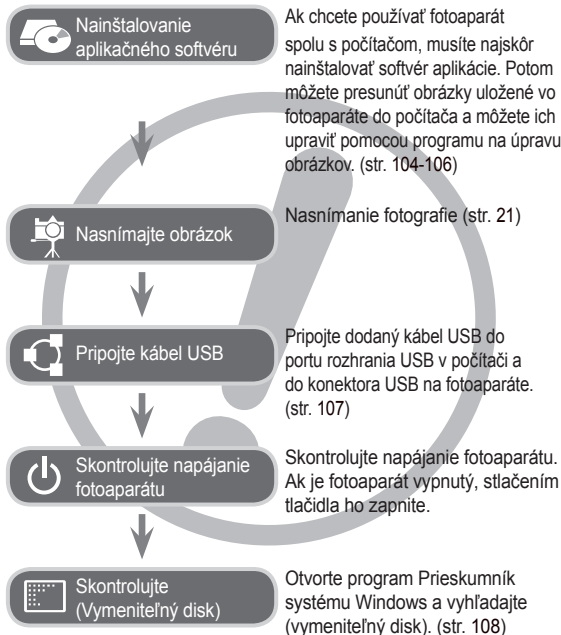 Nainštalovanie
aplikačného softvéru
Ak chcete používať fotoaparát
spolu s počítačom, musíte najskôr
nainštalovať softvér aplikácie. Potom
môžete presunúť obrázky uložené vo
fotoaparáte do počítača a môžete ich
upraviť pomocou programu na úpravu
obrázkov. (str. 104-106)
Nasnímajte obrázok
Nasnímanie fotografie (str. 21)
Pripojte kábel USB
Pripojte dodaný kábel USB do
portu rozhrania USB v počítači a
do konektora USB na fotoaparáte.
(str. 107)
Skontrolujte napájanie
fotoaparátu
Skontrolujte napájanie fotoaparátu.
Ak je fotoaparát vypnutý, stlačením
tlačidla ho zapnite.
Skontrolujte
(Vymeniteľný disk)
Otvorte program Prieskumník
systému Windows a vyhľadajte
(vymeniteľný disk). (str. 108)